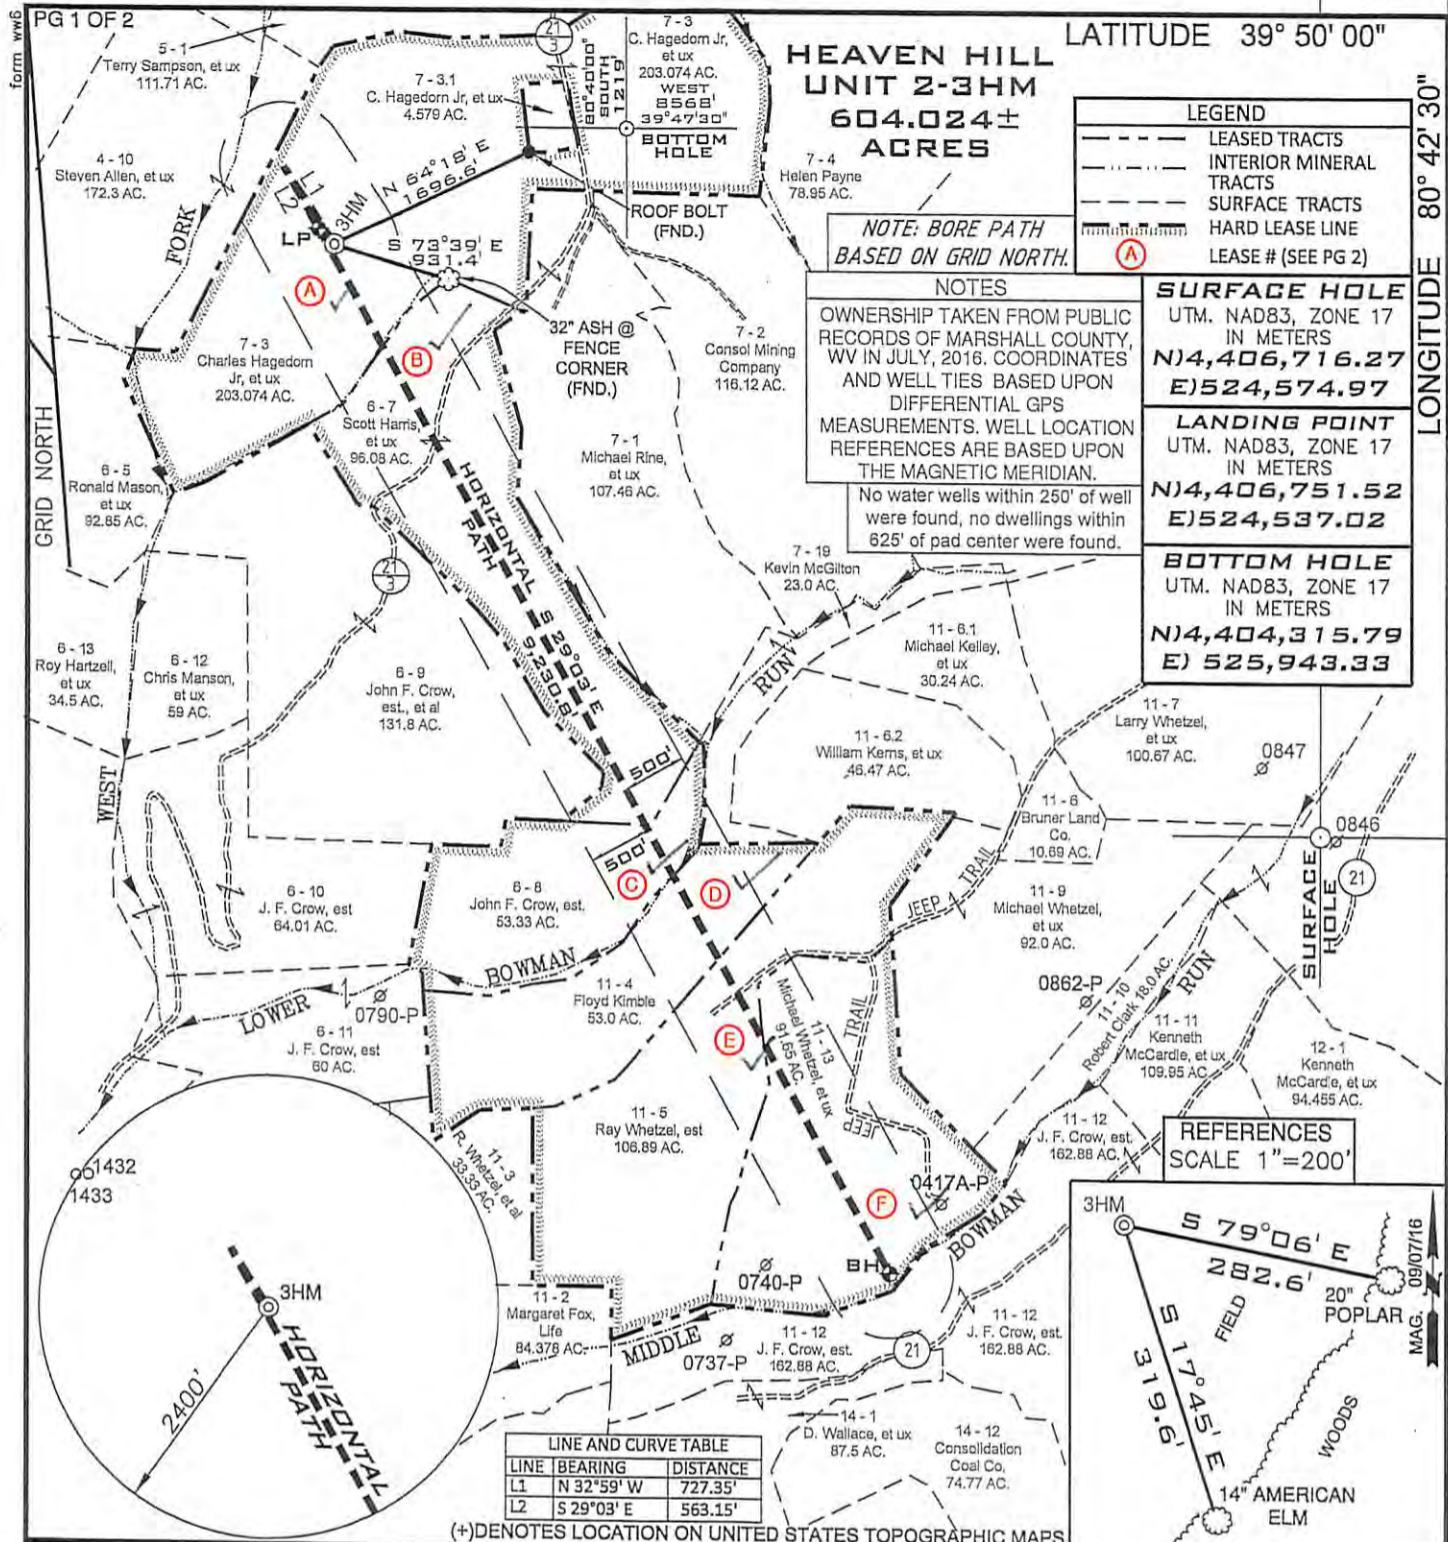 form ww6
PG 1 OF 2
5 - 1
Terry Sampson, et ux
111.71 AC.
7 - 3.1
C. Hagedorn Jr, et ux
4.579 AC.
21
3
80°40'00"
SOUTH
1219'
7 - 3
C. Hagedorn Jr,
et ux
203.074 AC.
WEST
8568'
39°47'30"
BOTTOM
HOLE
HEAVEN HILL
UNIT 2-3HM
604.024±
ACRES
LATITUDE 39° 50' 00"
LONGITUDE 80° 42' 30"
LEGEND
LEASED TRACTS
INTERIOR MINERAL
TRACTS
SURFACE TRACTS
HARD LEASE LINE
A
LEASE # (SEE PG 2)
4 - 10
Steven Allen, et ux
172.3 AC.
FORK
L1
L2
LP
3HM
N 64°18' E
1696.6'
S 73°39' E
931.4'
ROOF BOLT
(FND.)
7 - 4
Helen Payne
78.95 AC.
NOTE: BORE PATH
BASED ON GRID NORTH.
NOTES
OWNERSHIP TAKEN FROM PUBLIC
RECORDS OF MARSHALL COUNTY,
WV IN JULY, 2016. COORDINATES
AND WELL TIES BASED UPON
DIFFERENTIAL GPS
MEASUREMENTS. WELL LOCATION
REFERENCES ARE BASED UPON
THE MAGNETIC MERIDIAN.
No water wells within 250' of well
were found, no dwellings within
625' of pad center were found.
SURFACE HOLE
UTM. NAD83, ZONE 17
IN METERS
N)4,406,716.27
E)524,574.97
LANDING POINT
UTM. NAD83, ZONE 17
IN METERS
N)4,406,751.52
E)524,537.02
BOTTOM HOLE
UTM. NAD83, ZONE 17
IN METERS
N)4,404,315.79
E) 525,943.33
A
B
32" ASH @
FENCE
CORNER
(FND.)
7 - 2
Consol Mining
Company
116.12 AC.
7 - 3
Charles Hagedorn
Jr, et ux
203.074 AC.
GRID NORTH
6 - 7
Scott Harris,
et ux
96.08 AC.
7 - 1
Michael Rine,
et ux
107.46 AC.
6 - 5
Ronald Mason,
et ux
92.85 AC.
HORIZONTAL
PATH
S 29°03' E
9,230.8'
21
3
7 - 19
Kevin McGilton
23.0 AC.
RUN
11 - 6.1
Michael Kelley,
et ux
30.24 AC.
6 - 13
Roy Hartzell,
et ux
34.5 AC.
6 - 12
Chris Manson,
et ux
59 AC.
6 - 9
John F. Crow,
est., et al
131.8 AC.
11 - 7
Larry Whetzel,
et ux
100.67 AC.
11 - 6.2
William Kerns, et ux
46.47 AC.
0847
WEST
500'
500'
11 - 6
Bruner Land
Co.
10.69 AC.
0846
21
SURFACE
HOLE
C
D
6 - 10
J. F. Crow, est
64.01 AC.
6 - 8
John F. Crow, est.
53.33 AC.
JEEP
TRAIL
11 - 9
Michael Whetzel,
et ux
92.0 AC.
BOWMAN
LOWER
0790-P
11 - 4
Floyd Kimble
53.0 AC.
0862-P
11 - 10
Robert Clark 18.0 AC.
RUN
6 - 11
J. F. Crow, est
60 AC.
E
11 - 13
Michael Whetzel, et ux
91.65 AC.
TRAIL
JEEP
11 - 11
Kenneth
McCardle, et ux
109.95 AC.
12 - 1
Kenneth
McCardle, et ux
94.455 AC.
11 - 5
Ray Whetzel, est
106.89 AC.
11 - 3
R. Whetzel, et al
33.33 AC.
11 - 12
J. F. Crow, est.
162.88 AC.
REFERENCES
SCALE 1"=200'
1432
1433
F
0417A-P
BOWMAN
BH
0740-P
11 - 2
Margaret Fox,
Life
84.378 AC.
MIDDLE
0737-P
11 - 12
J. F. Crow, est.
162.88 AC.
21
11 - 12
J. F. Crow, est.
162.88 AC.
3HM
2400'
HORIZONTAL
PATH
3HM
S 79°06' E
282.6'
20"
POPLAR
FIELD
S 17°45' E
319.6'
WOODS
14" AMERICAN
ELM
MAG. 09/07/16
14 - 1
D. Wallace, et ux
87.5 AC.
14 - 12
Consolidation
Coal Co,
74.77 AC.
LINE AND CURVE TABLE
LINE BEARING DISTANCE
L1 N 32°59' W 727.35'
L2 S 29°03' E 563.15'
(+)DENOTES LOCATION ON UNITED STATES TOPOGRAPHIC MAPS